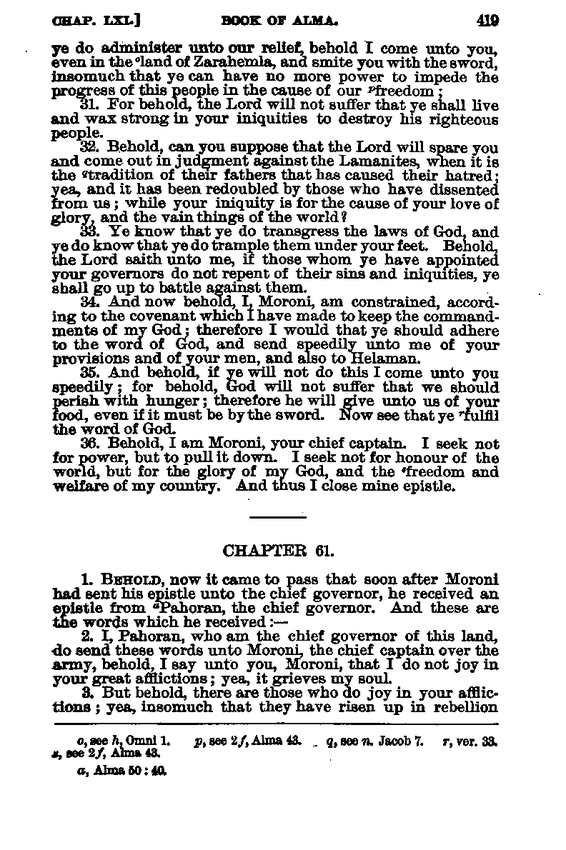 CHAP. LXI.] BOOK OF ALMA. 419
ye do administer unto our relief, behold I come unto you,
even in the ᵒland of Zarahemla, and smite you with the sword,
insomuch that ye can have no more power to impede the
progress of this people in the cause of our ᵖfreedom;
31. For behold, the Lord will not suffer that ye shall live
and wax strong in your iniquities to destroy his righteous
people.
32. Behold, can you suppose that the Lord will spare you
and come out in judgment against the Lamanites, when it is
the qtradition of their fathers that has caused their hatred;
yea, and it has been redoubled by those who have dissented
from us; while your iniquity is for the cause of your love of
glory, and the vain things of the world?
33. Ye know that ye do transgress the laws of God, and
ye do know that ye do trample them under your feet. Behold,
the Lord saith unto me, if those whom ye have appointed
your governors do not repent of their sins and iniquities, ye
shall go up to battle against them.
34. And now behold, I, Moroni, am constrained, accord-
ing to the covenant which I have made to keep the command-
ments of my God; therefore I would that ye should adhere
to the word of God, and send speedily unto me of your
provisions and of your men, and also to Helaman.
35. And behold, if ye will not do this I come unto you
speedily; for behold, God will not suffer that we should
perish with hunger; therefore he will give unto us of your
food, even if it must be by the sword. Now see that ye ʳfulfil
the word of God.
36. Behold, I am Moroni, your chief captain. I seek not
for power, but to pull it down. I seek not for honour of the
world, but for the glory of my God, and the ˢfreedom and
welfare of my country. And thus I close mine epistle.
CHAPTER 61.
1. BEHOLD, now it came to pass that soon after Moroni
had sent his epistle unto the chief governor, he received an
epistle from ᵃPahoran, the chief governor. And these are
the words which he received:—
2. I, Pahoran, who am the chief governor of this land,
do send these words unto Moroni, the chief captain over the
army, behold, I say unto you, Moroni, that I do not joy in
your great afflictions; yea, it grieves my soul.
3. But behold, there are those who do joy in your afflic-
tions; yea, insomuch that they have risen up in rebellion
o, see h, Omni 1. p, see 2f, Alma 43. q, see n. Jacob 7. r, ver. 33.
s, see 2f, Alma 43.
a, Alma 50:40.